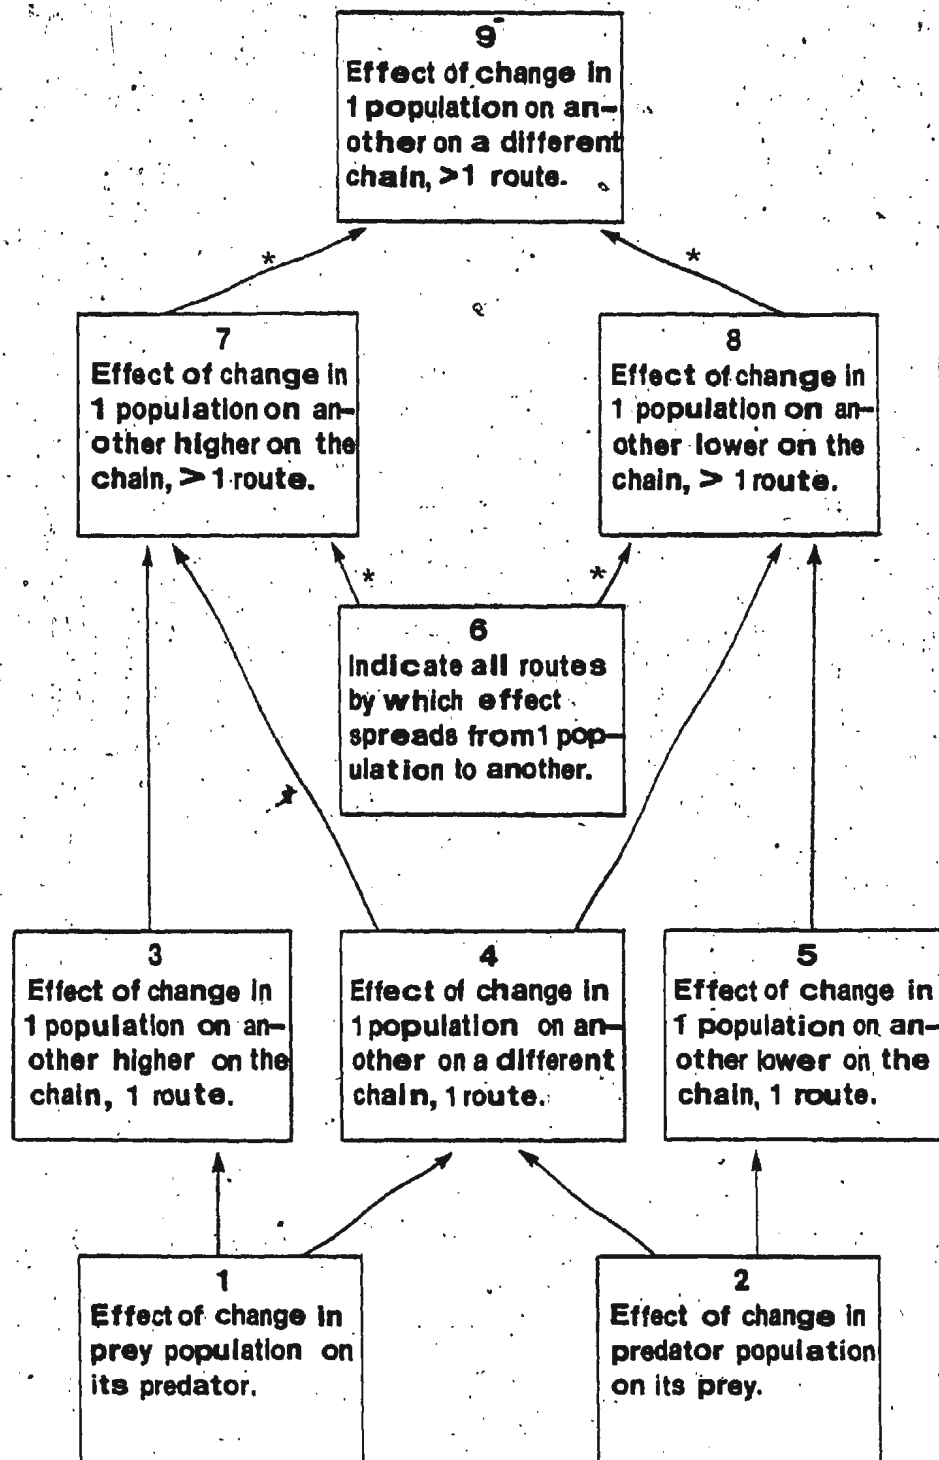 9
Effect of change in
1 population on an-
other on a different
chain, >1 route.
*
*
7
Effect of change in
1 population on an-
other higher on the
chain, > 1 route.
8
Effect of change in
1 population on an-
other lower on the
chain, > 1 route.
*
*
6
Indicate all routes
by which effect
spreads from 1 pop-
ulation to another.
*
3
Effect of change in
1 population on an-
other higher on the
chain, 1 route.
4
Effect of change in
1 population on an-
other on a different
chain, 1 route.
5
Effect of change in
1 population on an-
other lower on the
chain, 1 route.
1
Effect of change in
prey population on
its predator.
2
Effect of change in
predator population
on its prey.